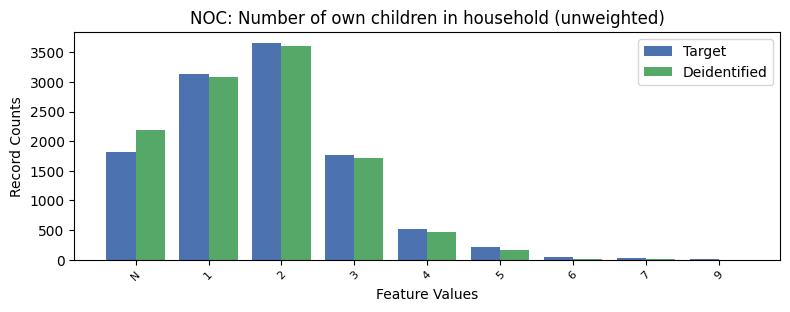 NOC: Number of own children in household (unweighted)
Target
Deidentified
Record Counts
3500
3000
2500
2000
1500
1000
500
0
N 1 2 3 4 5 6 7 9
Feature Values